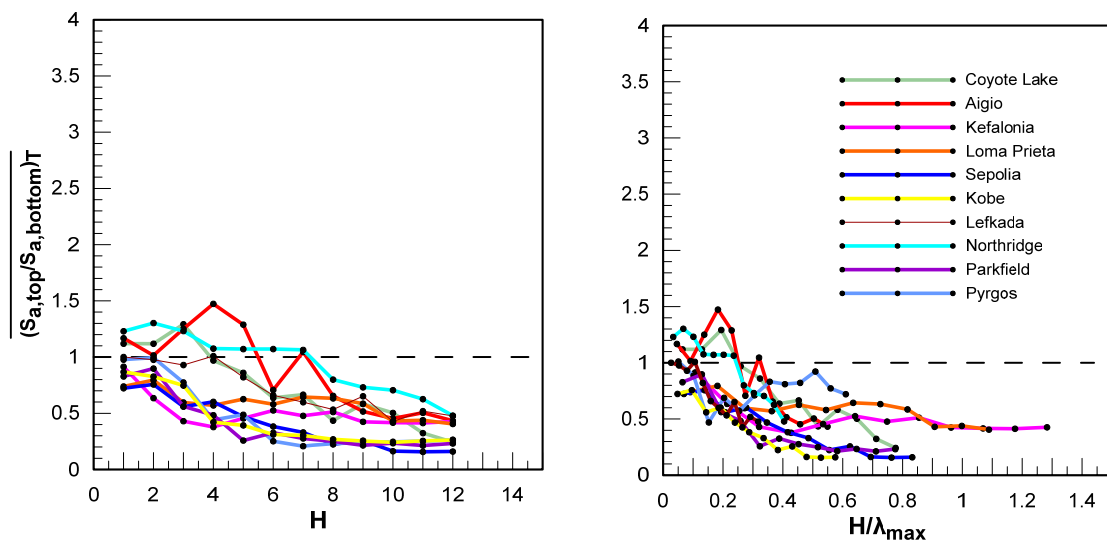 4
3.5
3
2.5
2
1.5
1
0.5
0
(Sa,top/Sa,bottom)T
0 2 4 6 8 10 12 14
H
4
3.5
3
2.5
2
1.5
1
0.5
0
0 0.2 0.4 0.6 0.8 1 1.2 1.4
H/λmax
Coyote Lake
Aigio
Kefalonia
Loma Prieta
Sepolia
Kobe
Lefkada
Northridge
Parkfield
Pyrgos